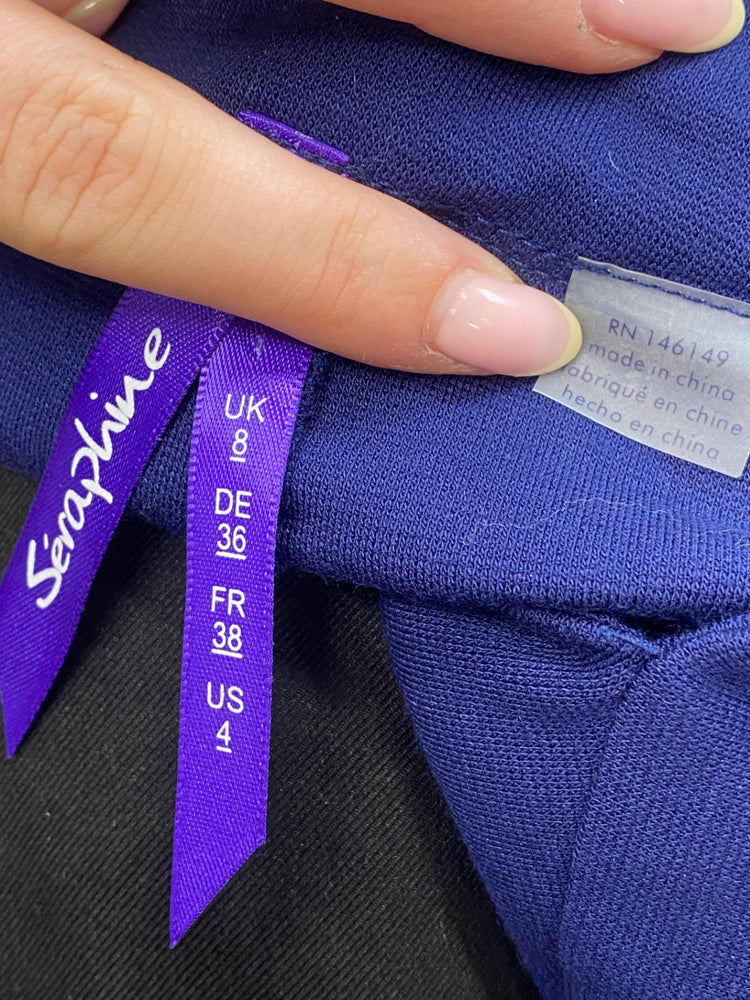 Séraphine
UK
8
DE
36
FR
38
US
4
RN 146149
made in china
fabriqué en chine
hecho en china